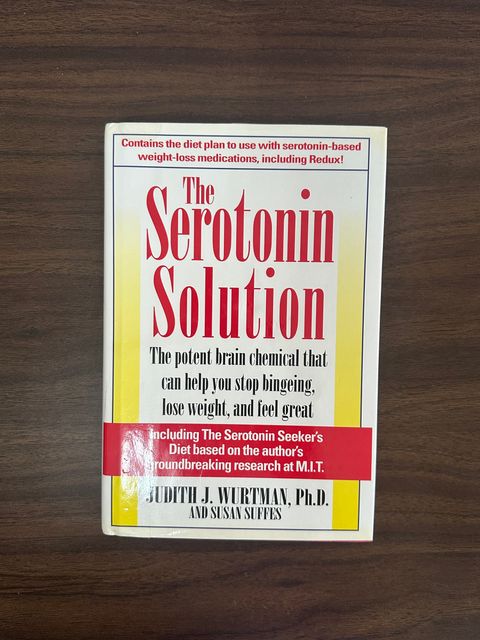 Contains the diet plan to use with serotonin-based
weight-loss medications, including Redux!
The
Serotonin
Solution
The potent brain chemical that
can help you stop bingeing,
lose weight, and feel great
Including The Serotonin Seeker's
Diet based on the author's
groundbreaking research at M.I.T.
JUDITH J. WURTMAN, Ph.D.
AND SUSAN SUFFES